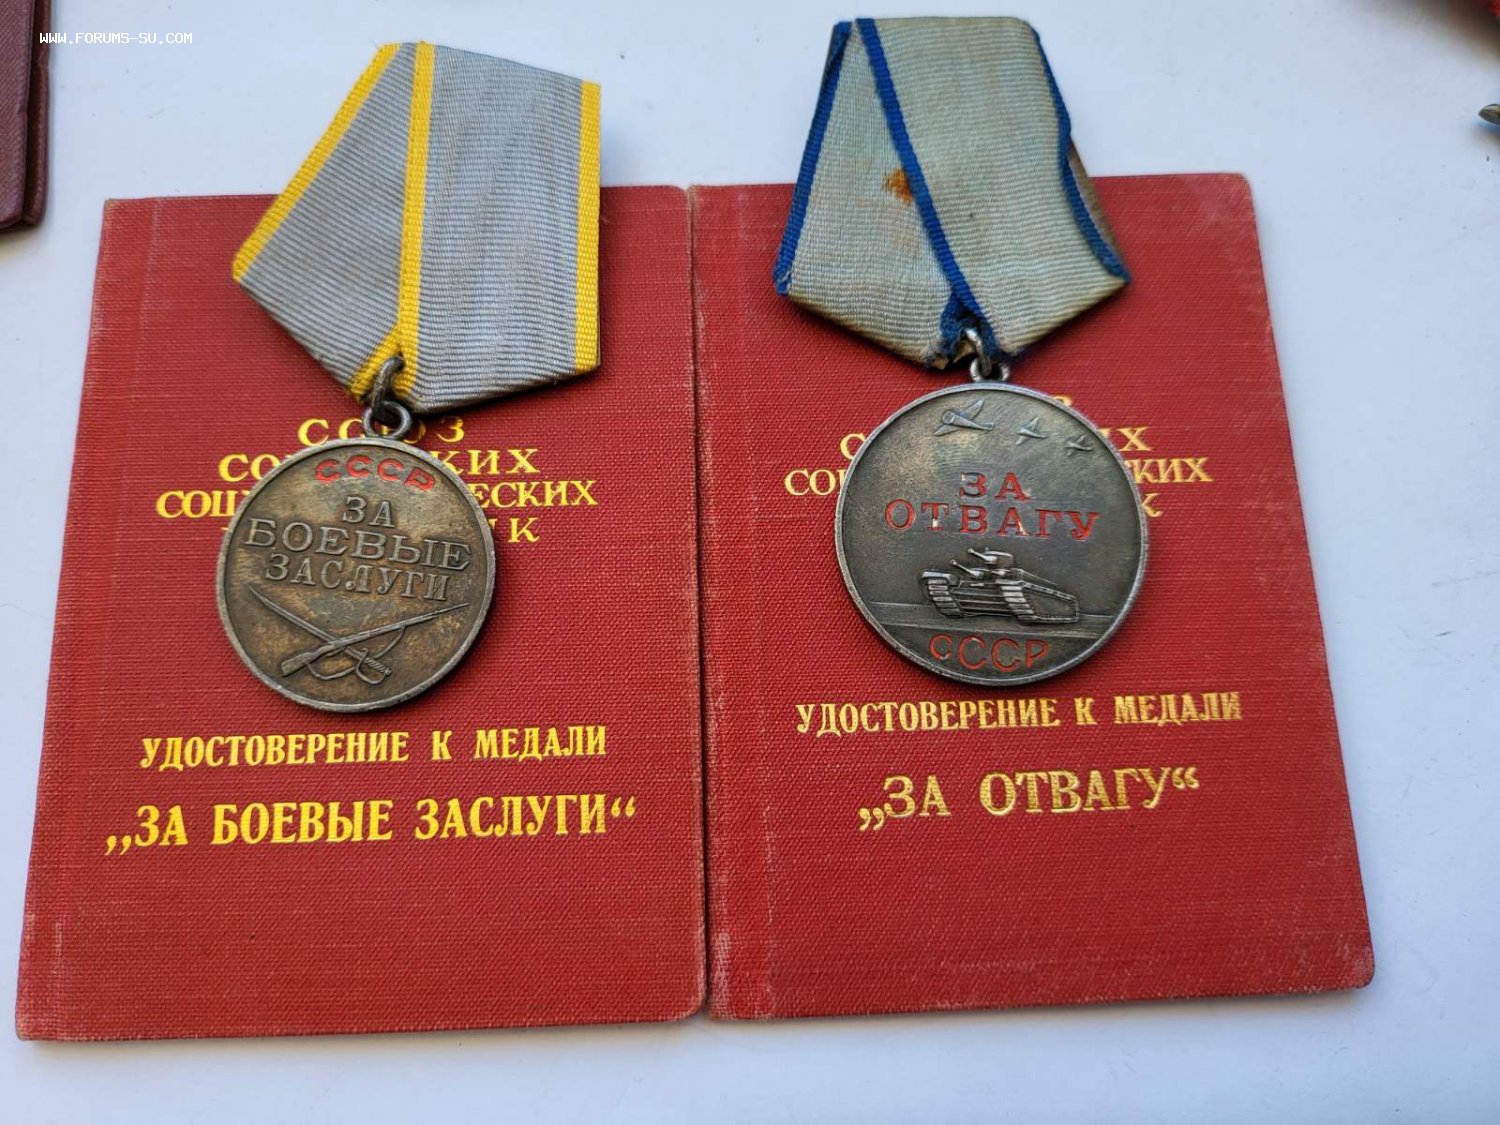 WWW.FORUMS-SU.COM
СОЮЗ
СССР
ЗА
БОЕВЫЕ
ЗАСЛУГИ
УДОСТОВЕРЕНИЕ К МЕДАЛИ
„ЗА БОЕВЫЕ ЗАСЛУГИ“
ЗА
ОТВАГУ
СССР
УДОСТОВЕРЕНИЕ К МЕДАЛИ
„ЗА ОТВАГУ“